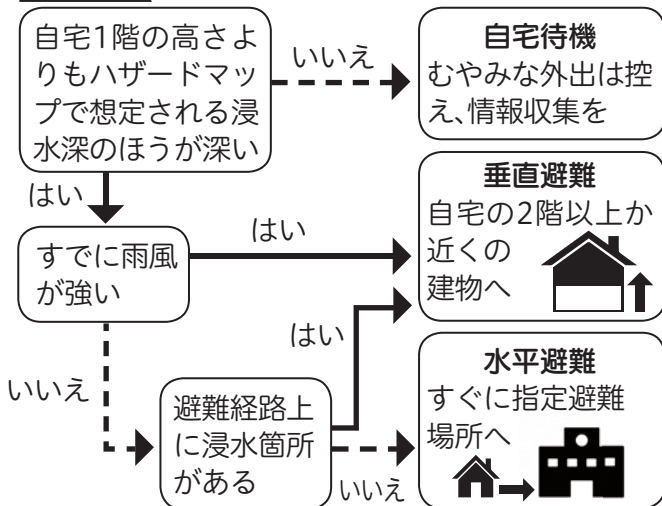 自宅1階の高さよ
りもハザードマッ
プで想定される浸
水深のほうが深い
いいえ
自宅待機
むやみな外出は控
え、情報収集を
はい
すでに雨風
が強い
はい
垂直避難
自宅の2階以上か
近くの
建物へ
はい
いいえ
避難経路上
に浸水箇所
がある
いいえ
水平避難
すぐに指定避難
場所へ